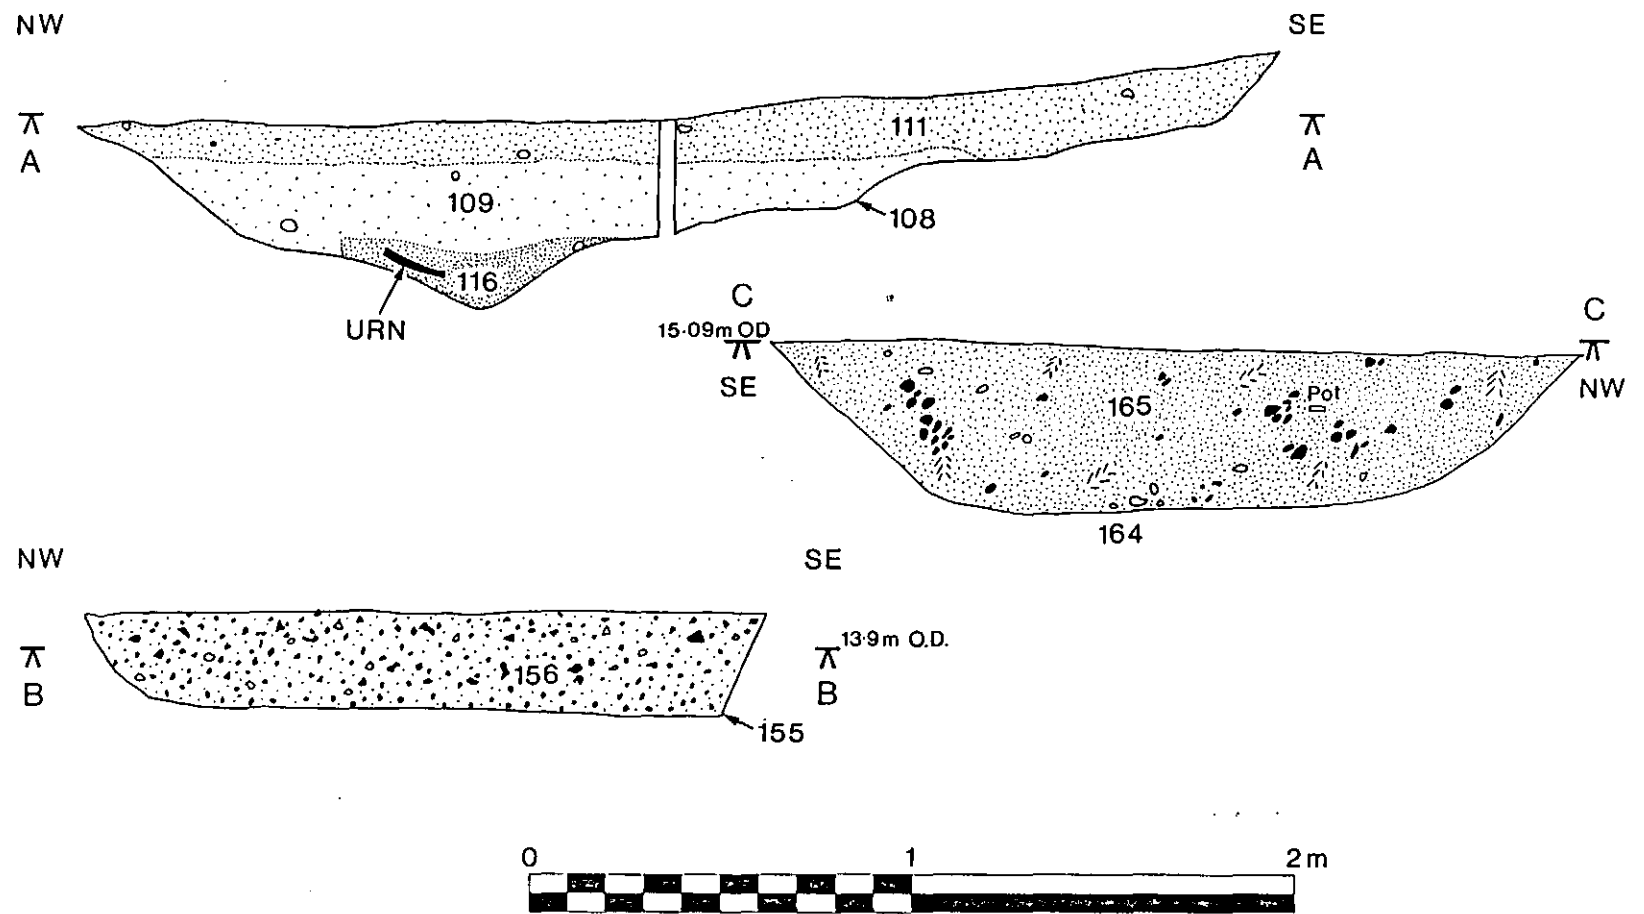 NW SE
A 111 A
109
108
116
URN
C C
15·09m OD
SE 165 Pot NW
164
NW SE
13·9m O.D.
B 156 B
155
0 1 2m